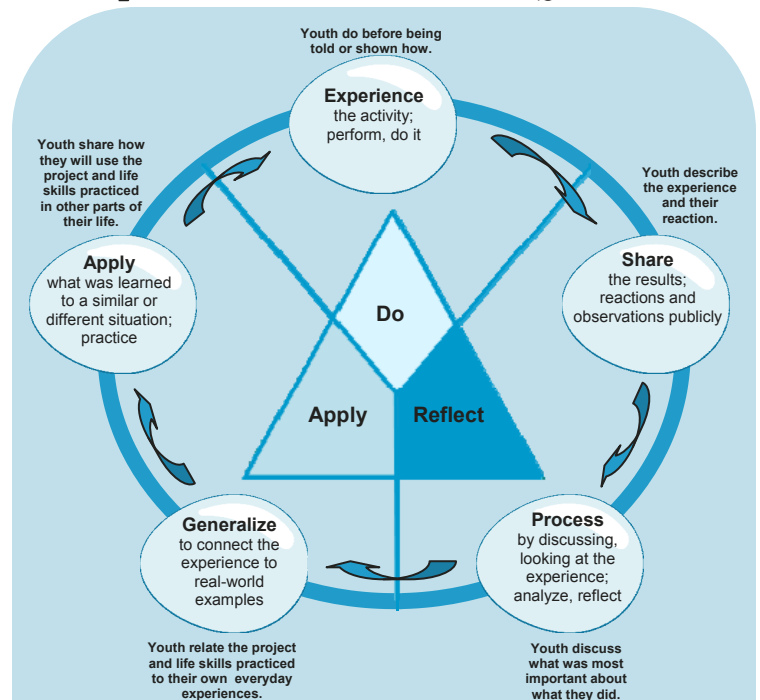 Youth do before being
told or shown how.
Experience
the activity;
perform, do it
Youth share how
they will use the
project and life
skills practiced
in other parts of
their life.
Youth describe
the experience
and their
reaction.
Apply
what was learned
to a similar or
different situation;
practice
Share
the results;
reactions and
observations publicly
Do
Apply
Reflect
Generalize
to connect the
experience to
real-world
examples
Process
by discussing,
looking at the
experience;
analyze, reflect
Youth relate the project
and life skills practiced
to their own everyday
experiences.
Youth discuss
what was most
important about
what they did.